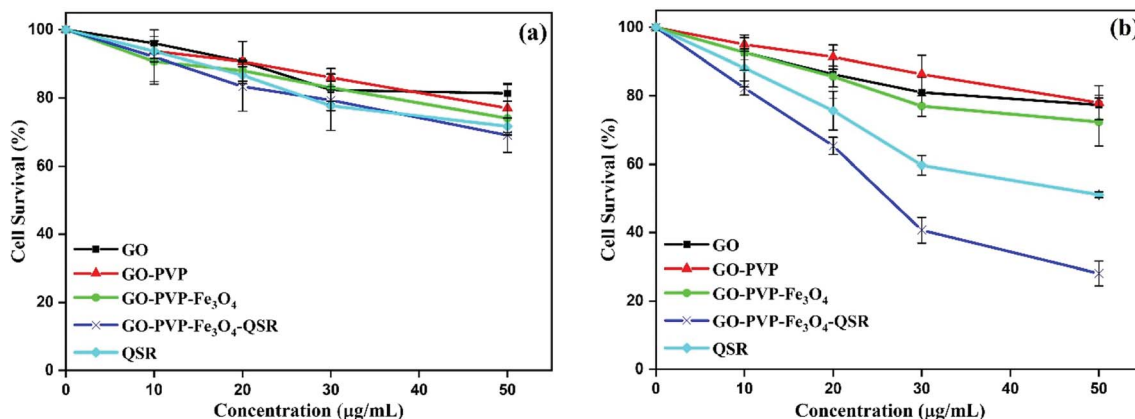 (a)
100
80
60
40
20
0
Cell Survival (%)
GO
GO-PVP
GO-PVP-Fe₃O₄
GO-PVP-Fe₃O₄-QSR
QSR
0 10 20 30 40 50
Concentration (µg/mL)
(b)
100
80
60
40
20
0
Cell Survival (%)
GO
GO-PVP
GO-PVP-Fe₃O₄
GO-PVP-Fe₃O₄-QSR
QSR
0 10 20 30 40 50
Concentration (µg/mL)